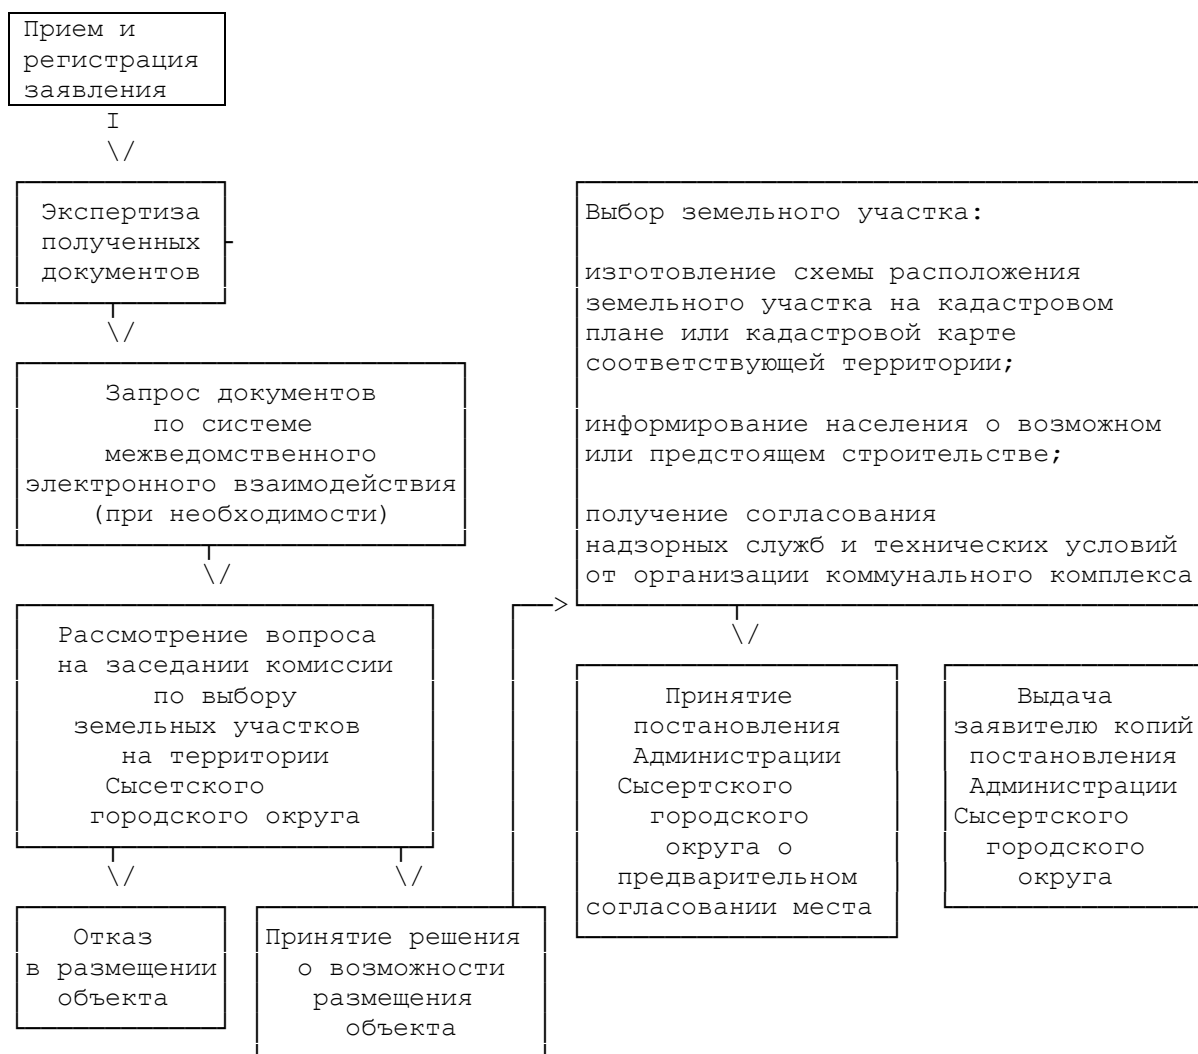 Прием и
регистрация
заявления
I
\/
Экспертиза
полученных
документов
\/
Запрос документов
по системе
межведомственного
электронного взаимодействия
(при необходимости)
\/
Рассмотрение вопроса
на заседании комиссии
по выбору
земельных участков
на территории
Сысетского
городского округа
\/
\/
Отказ
в размещении
объекта
Принятие решения
о возможности
размещения
объекта
>
Выбор земельного участка:
изготовление схемы расположения
земельного участка на кадастровом
плане или кадастровой карте
соответствующей территории;
информирование населения о возможном
или предстоящем строительстве;
получение согласования
надзорных служб и технических условий
от организации коммунального комплекса
\/
Принятие
постановления
Администрации
Сысертского
городского
округа о
предварительном
согласовании места
Выдача
заявителю копий
постановления
Администрации
Сысертского
городского
округа